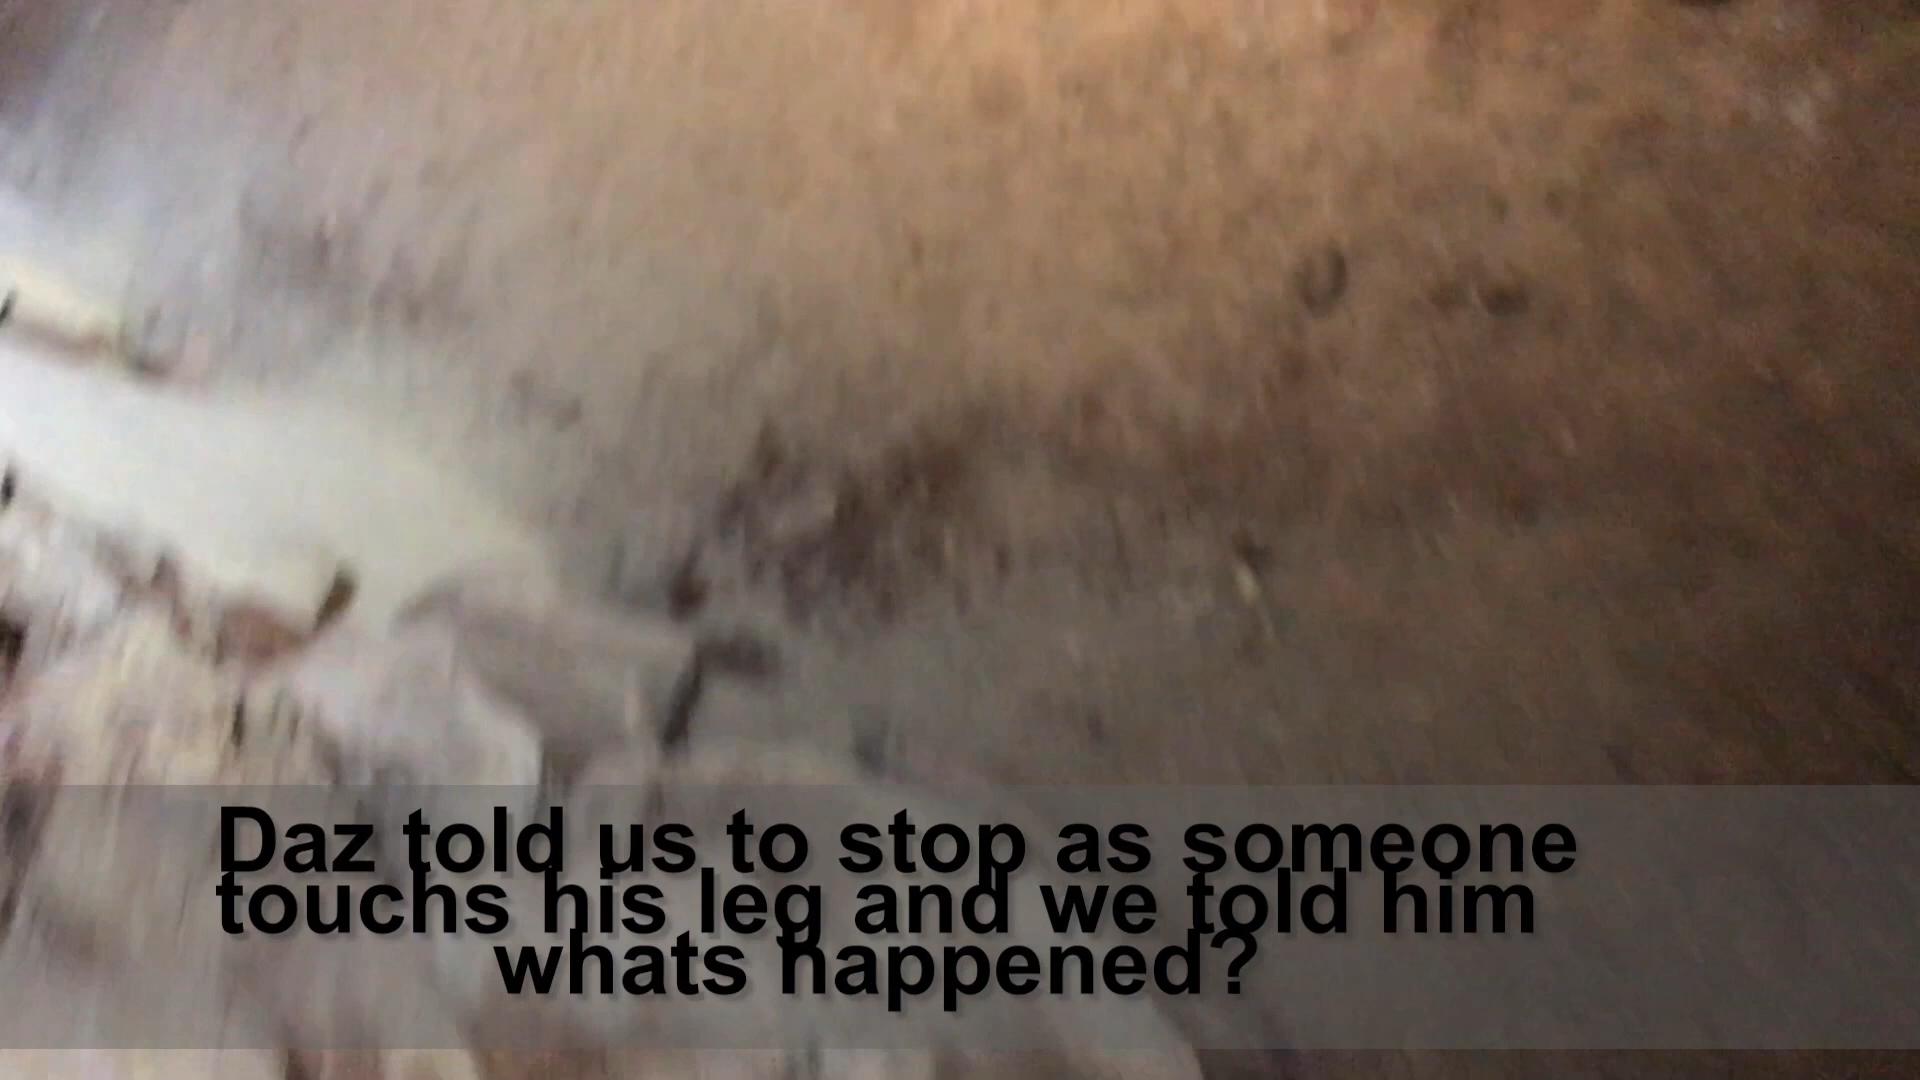 Daz told us to stop as someone
touchs his leg and we told him
whats happened?